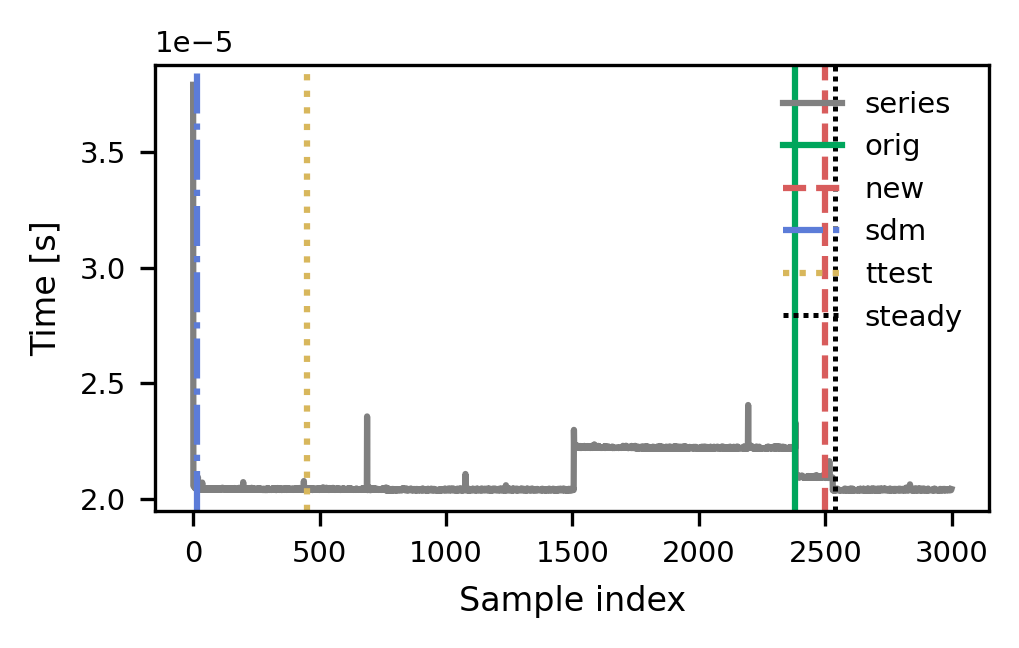 1e−5
3.5
3.0
2.5
2.0
Time [s]
series
orig
new
sdm
ttest
steady
0 500 1000 1500 2000 2500 3000
Sample index